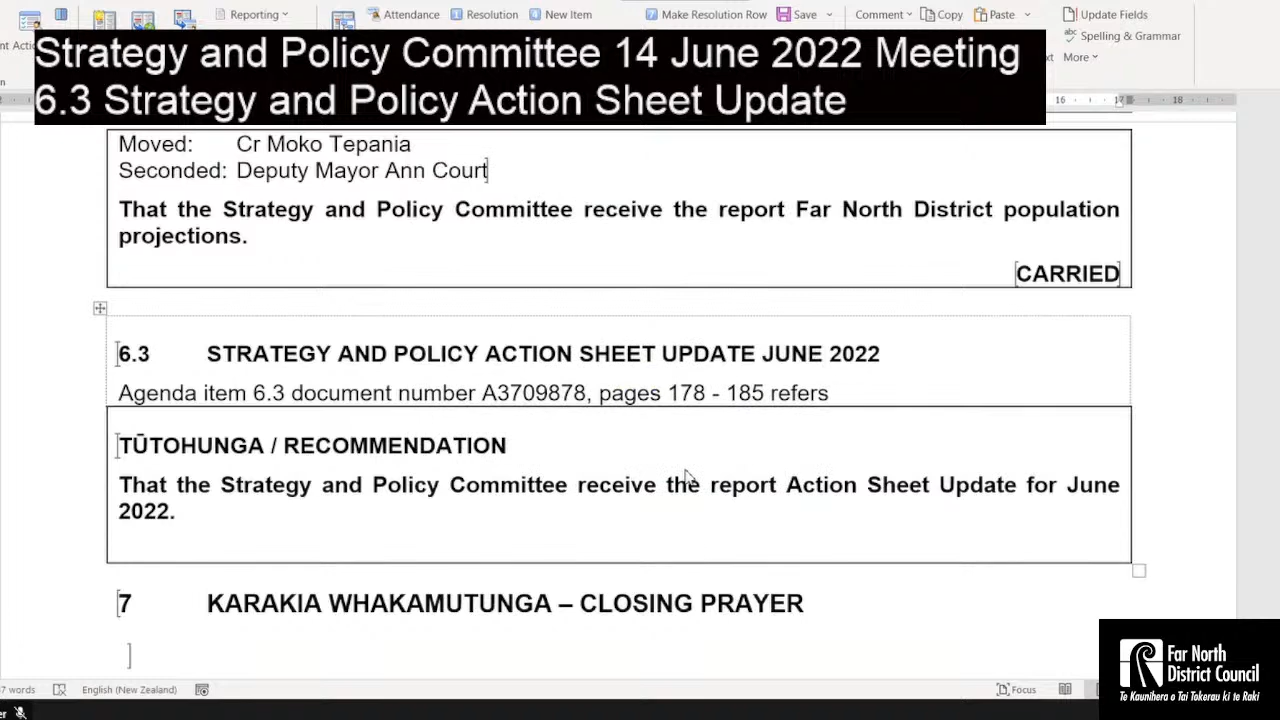 Reporting
Attendance
Resolution
New Item
Make Resolution Row
Save
Comment
Copy
Paste
Update Fields
Spelling & Grammar
More
Strategy and Policy Committee 14 June 2022 Meeting
6.3 Strategy and Policy Action Sheet Update
16 17 18
Moved: Cr Moko Tepania
Seconded: Deputy Mayor Ann Court
That the Strategy and Policy Committee receive the report Far North District population
projections.
CARRIED
6.3 STRATEGY AND POLICY ACTION SHEET UPDATE JUNE 2022
Agenda item 6.3 document number A3709878, pages 178 - 185 refers
TŪTOHUNGA / RECOMMENDATION
That the Strategy and Policy Committee receive the report Action Sheet Update for June
2022.
7 KARAKIA WHAKAMUTUNGA – CLOSING PRAYER
words English (New Zealand) Focus
Far North
District Council
Te Kaunihera o Tai Tokerau ki te Raki